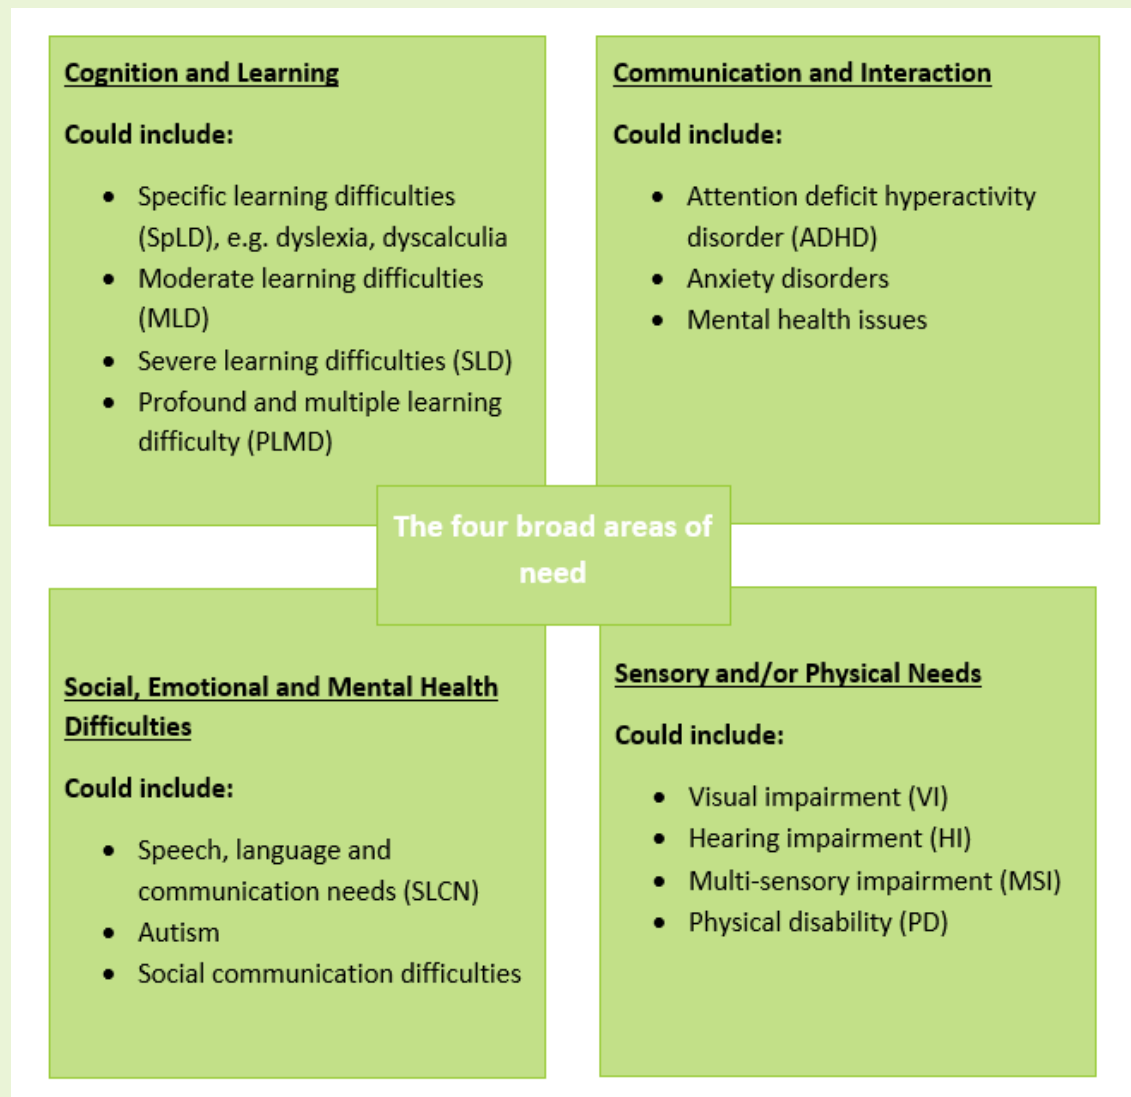 Cognition and Learning
Could include:
• Specific learning difficulties
(SpLD), e.g. dyslexia, dyscalculia
• Moderate learning difficulties
(MLD)
• Severe learning difficulties (SLD)
• Profound and multiple learning
difficulty (PLMD)
Communication and Interaction
Could include:
• Attention deficit hyperactivity
disorder (ADHD)
• Anxiety disorders
• Mental health issues
The four broad areas of
need
Social, Emotional and Mental Health
Difficulties
Could include:
• Speech, language and
communication needs (SLCN)
• Autism
• Social communication difficulties
Sensory and/or Physical Needs
Could include:
• Visual impairment (VI)
• Hearing impairment (HI)
• Multi-sensory impairment (MSI)
• Physical disability (PD)